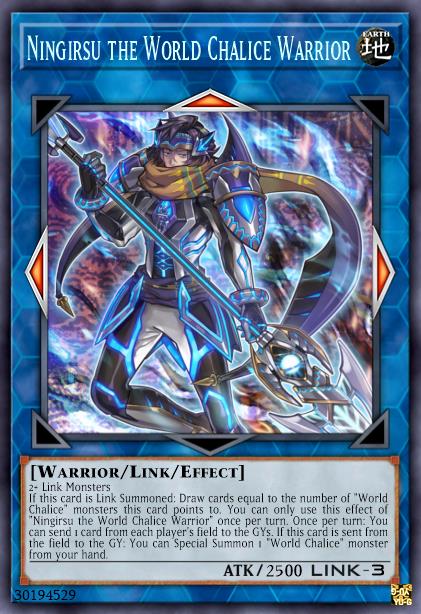 NINGIRSU THE WORLD CHALICE WARRIOR
EARTH
地
[WARRIOR/LINK/EFFECT]
2+ Link Monsters
If this card is Link Summoned: Draw cards equal to the number of "World
Chalice" monsters this card points to. You can only use this effect of
"Ningirsu the World Chalice Warrior" once per turn. Once per turn: You
can send 1 card from each player's field to the GYs. If this card is sent
from the field to the GY: You can Special Summon 1 "World Chalice" monster
from your hand.
ATK/2500 LINK-3
30194529